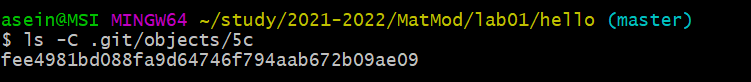 asein@MSI MINGW64 ~/study/2021-2022/MatMod/lab01/hello (master)
$ ls -C .git/objects/5c
fee4981bd088fa9d64746f794aab672b09ae09